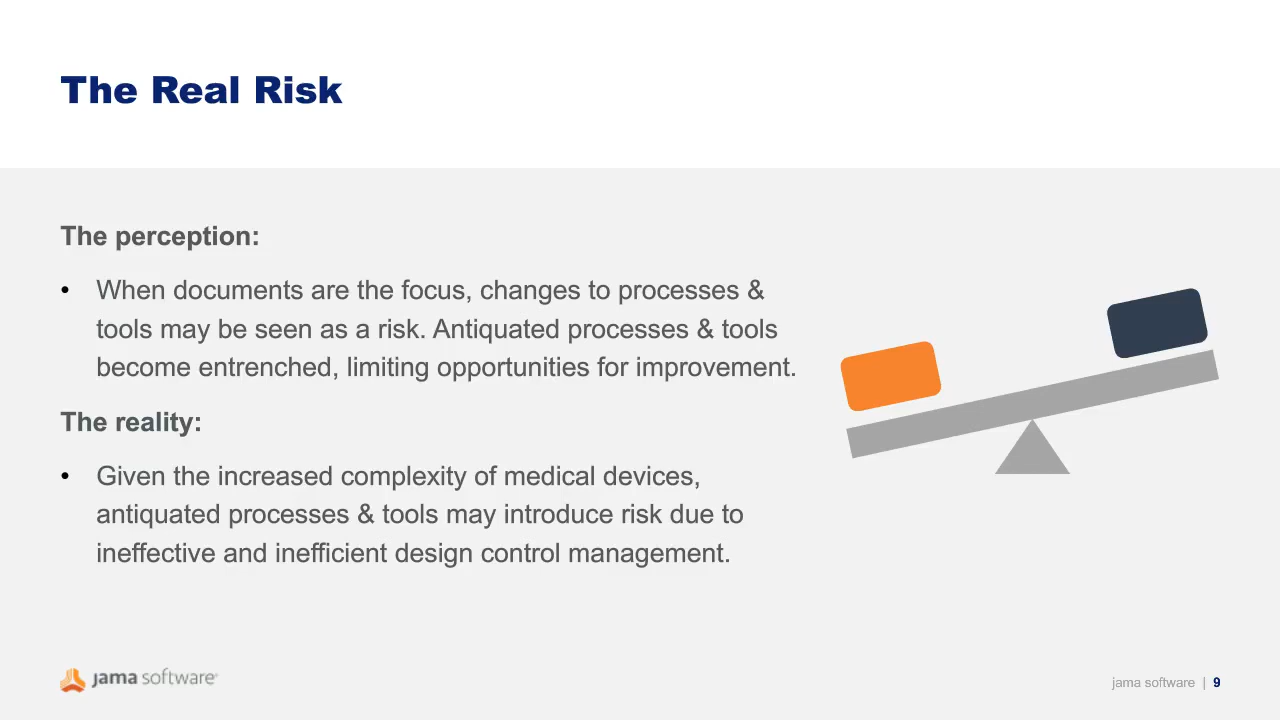 The Real Risk
The perception:
• When documents are the focus, changes to processes &
tools may be seen as a risk. Antiquated processes & tools
become entrenched, limiting opportunities for improvement.
The reality:
• Given the increased complexity of medical devices,
antiquated processes & tools may introduce risk due to
ineffective and inefficient design control management.
jama software
jama software | 9